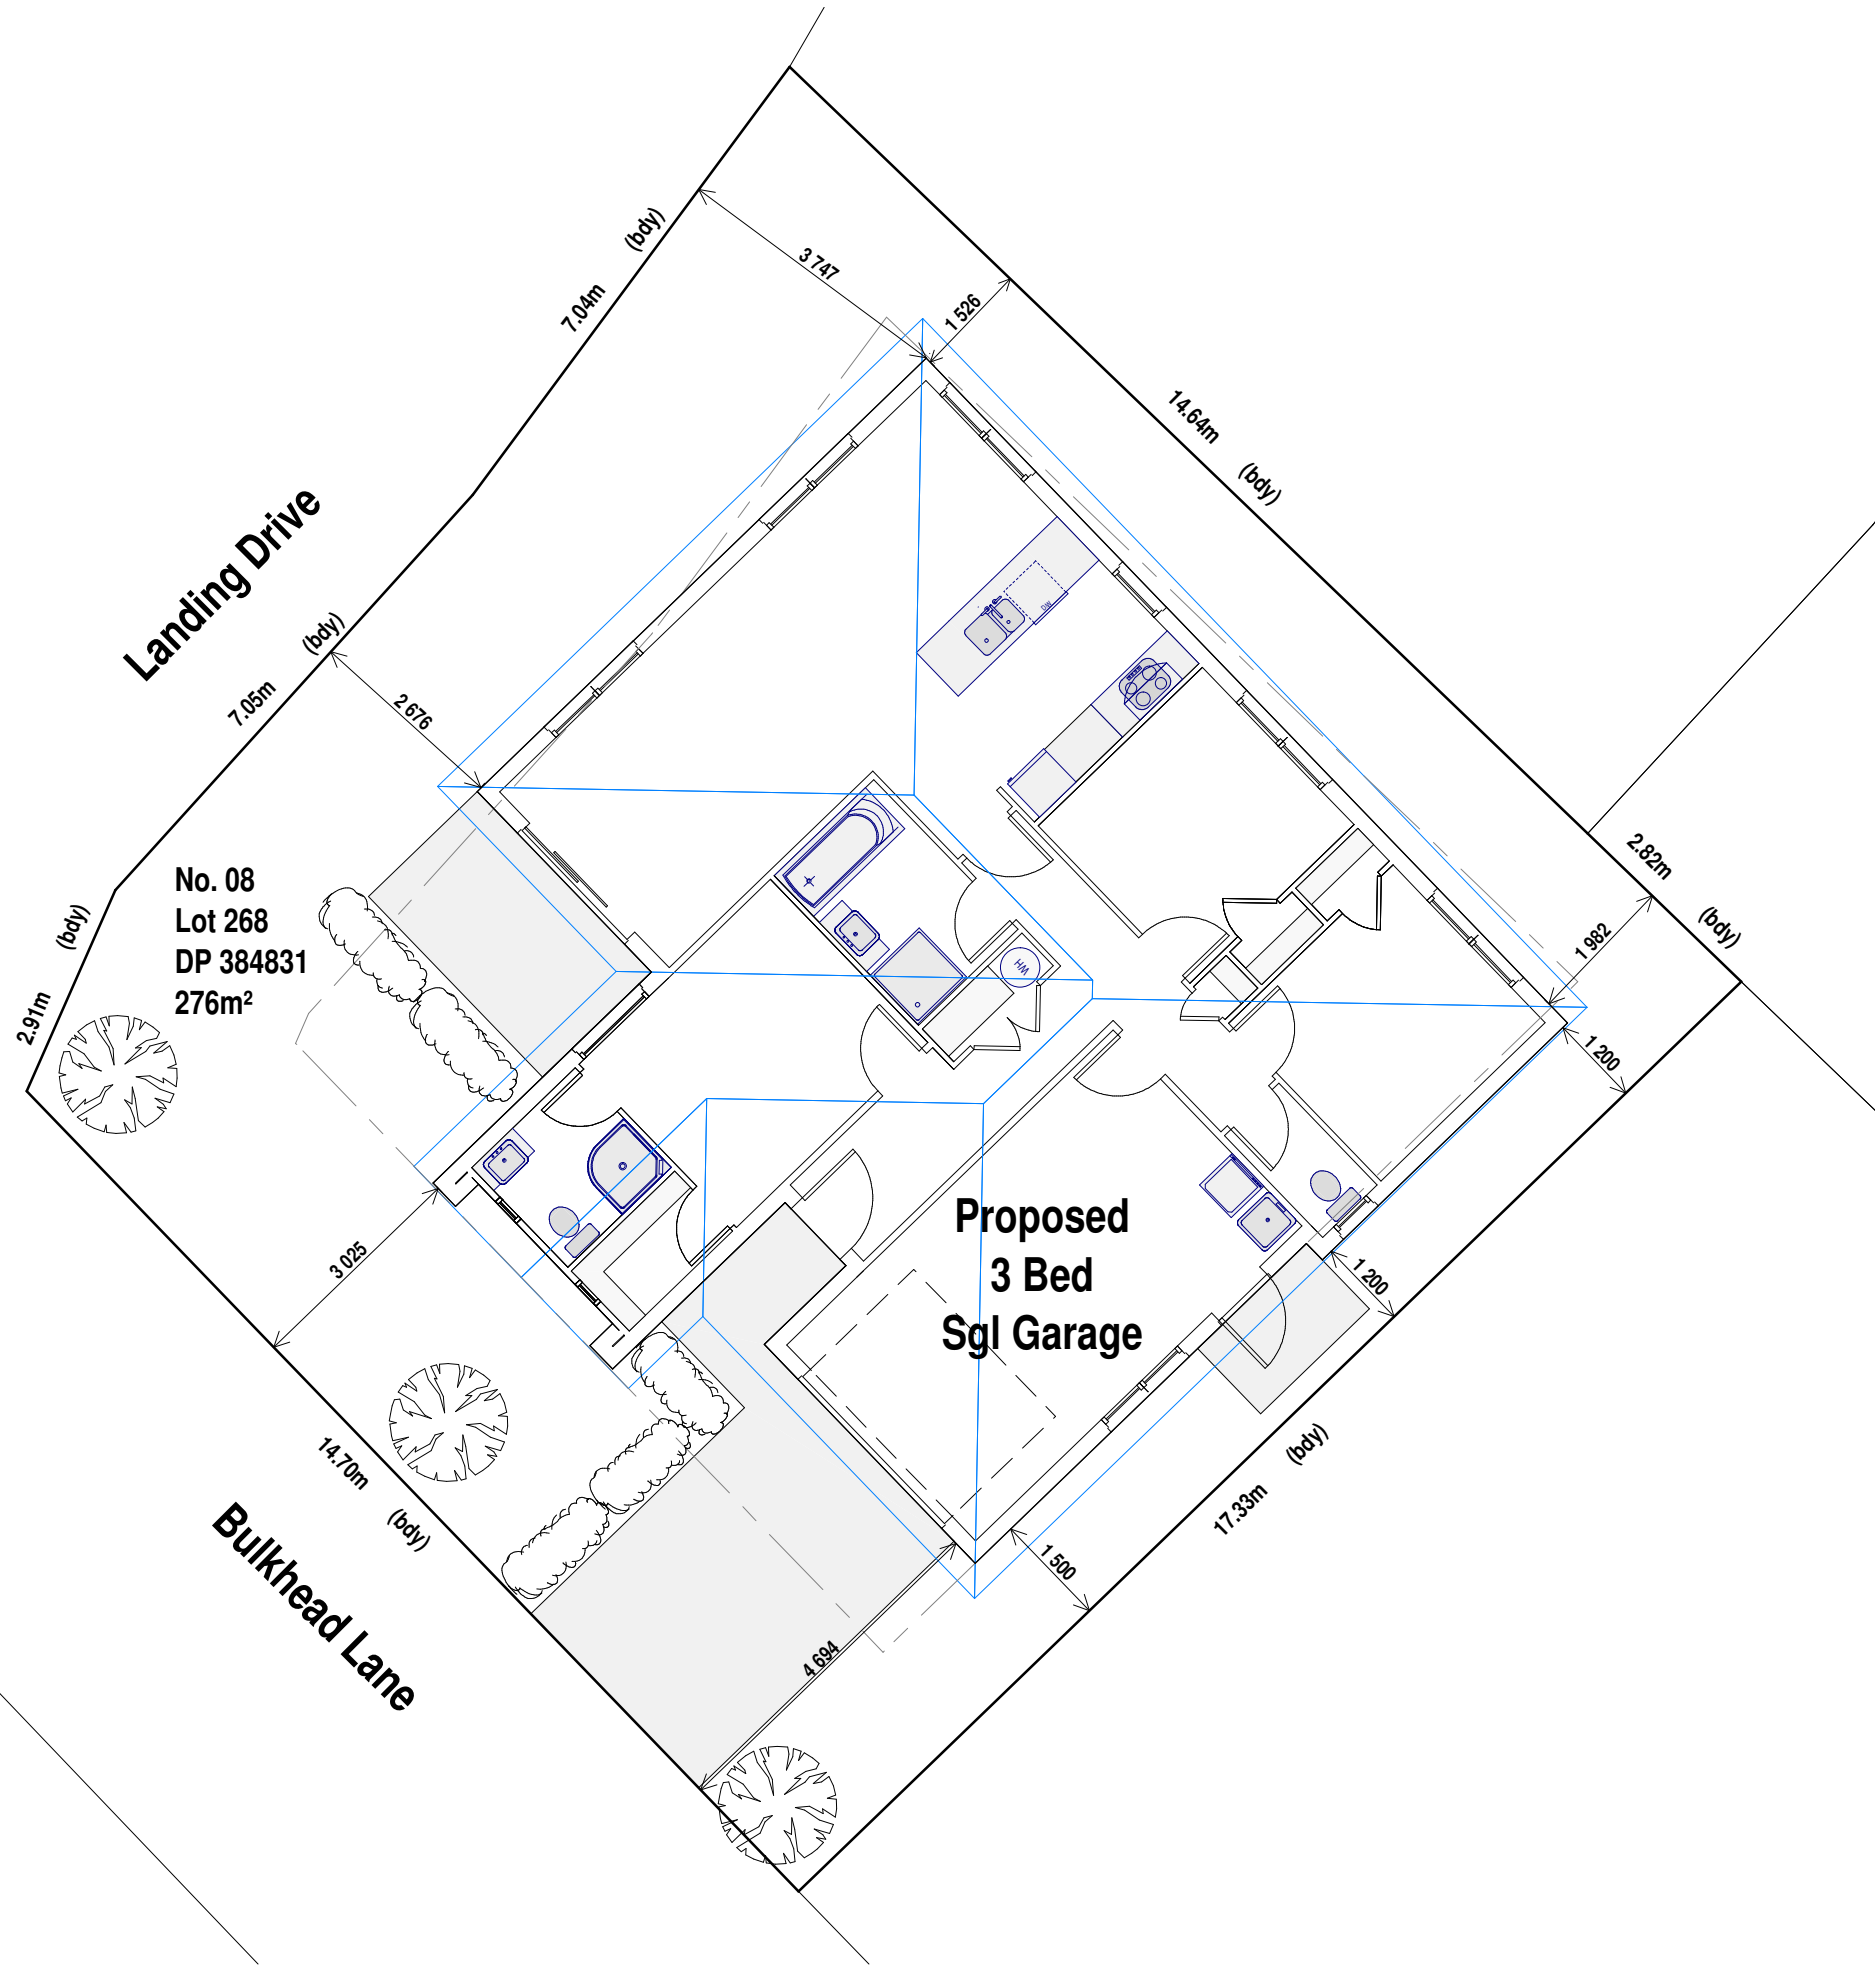 (bdy)
3 747
7.04m
1 526
14.64m
(bdy)
Landing Drive
(bdy)
7.05m
2 676
DW
2.82m
(bdy)
No. 08
Lot 268
DP 384831
276m²
(bdy)
2.91m
1 982
WH
1 200
Proposed
3 Bed
Sgl Garage
3 025
1 200
14.70m
(bdy)
(bdy)
17.33m
Bulkhead Lane
1 500
4 694